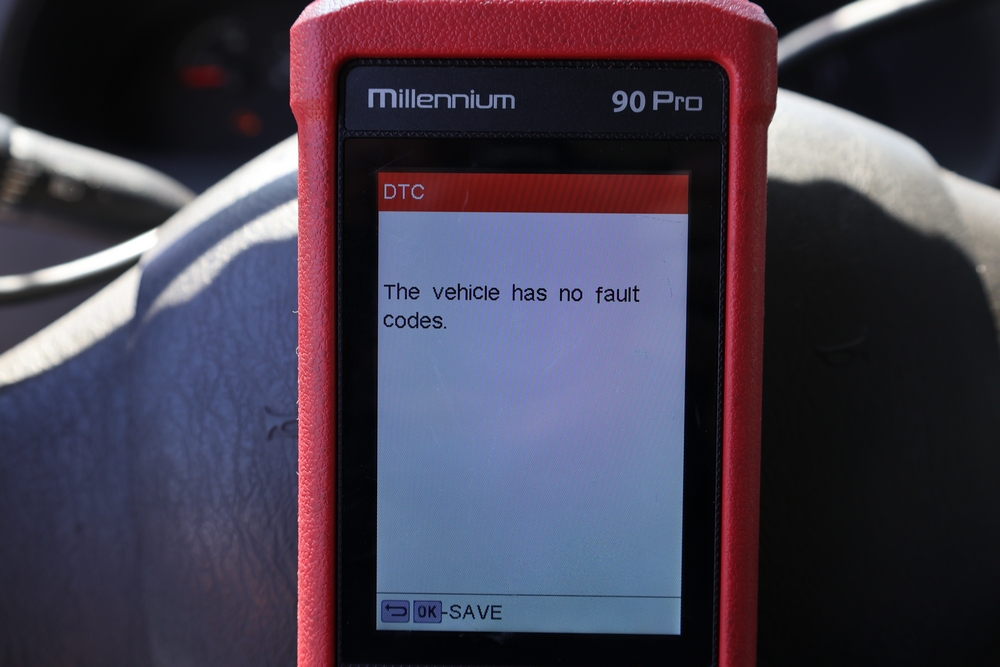 Millennium 90 Pro
DTC
The vehicle has no fault
codes.
OK-SAVE